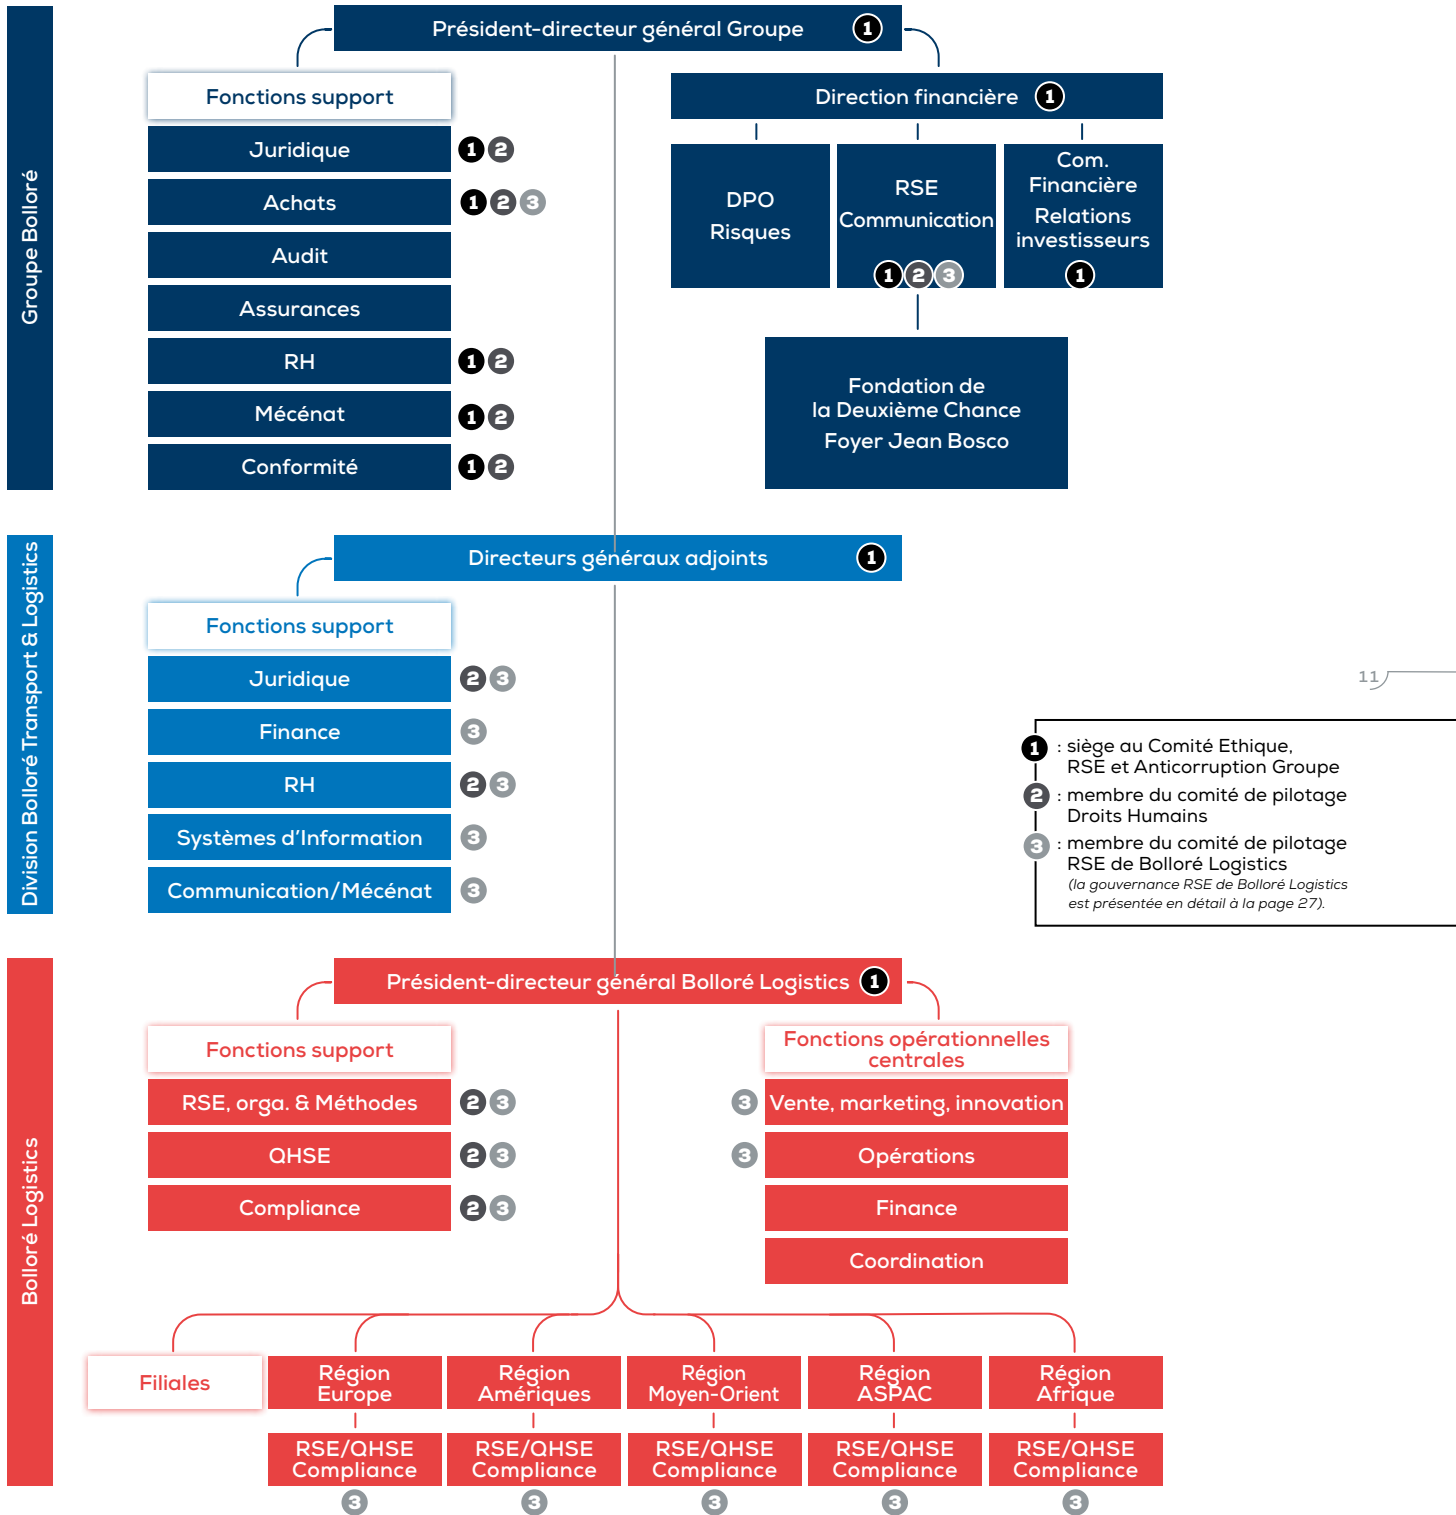 Groupe Bolloré
Président-directeur général Groupe 1
Fonctions support
Juridique 1 2
Achats 1 2 3
Audit
Assurances
RH 1 2
Mécénat 1 2
Conformité 1 2
Direction financière 1
DPO
Risques
RSE
Communication
1 2 3
Com.
Financière
Relations
investisseurs
1
Fondation de
la Deuxième Chance
Foyer Jean Bosco
Division Bolloré Transport & Logistics
Directeurs généraux adjoints 1
Fonctions support
Juridique 2 3
Finance 3
RH 2 3
Systèmes d'Information 3
Communication/Mécénat 3
11
1 : siège au Comité Ethique,
RSE et Anticorruption Groupe
2 : membre du comité de pilotage
Droits Humains
3 : membre du comité de pilotage
RSE de Bolloré Logistics
(la gouvernance RSE de Bolloré Logistics
est présentée en détail à la page 27).
Bolloré Logistics
Président-directeur général Bolloré Logistics 1
Fonctions support
RSE, orga. & Méthodes 2 3
QHSE 2 3
Compliance 2 3
Fonctions opérationnelles
centrales
3 Vente, marketing, innovation
3 Opérations
Finance
Coordination
Filiales
Région
Europe
RSE/QHSE
Compliance
3
Région
Amériques
RSE/QHSE
Compliance
3
Région
Moyen-Orient
RSE/QHSE
Compliance
3
Région
ASPAC
RSE/QHSE
Compliance
3
Région
Afrique
RSE/QHSE
Compliance
3